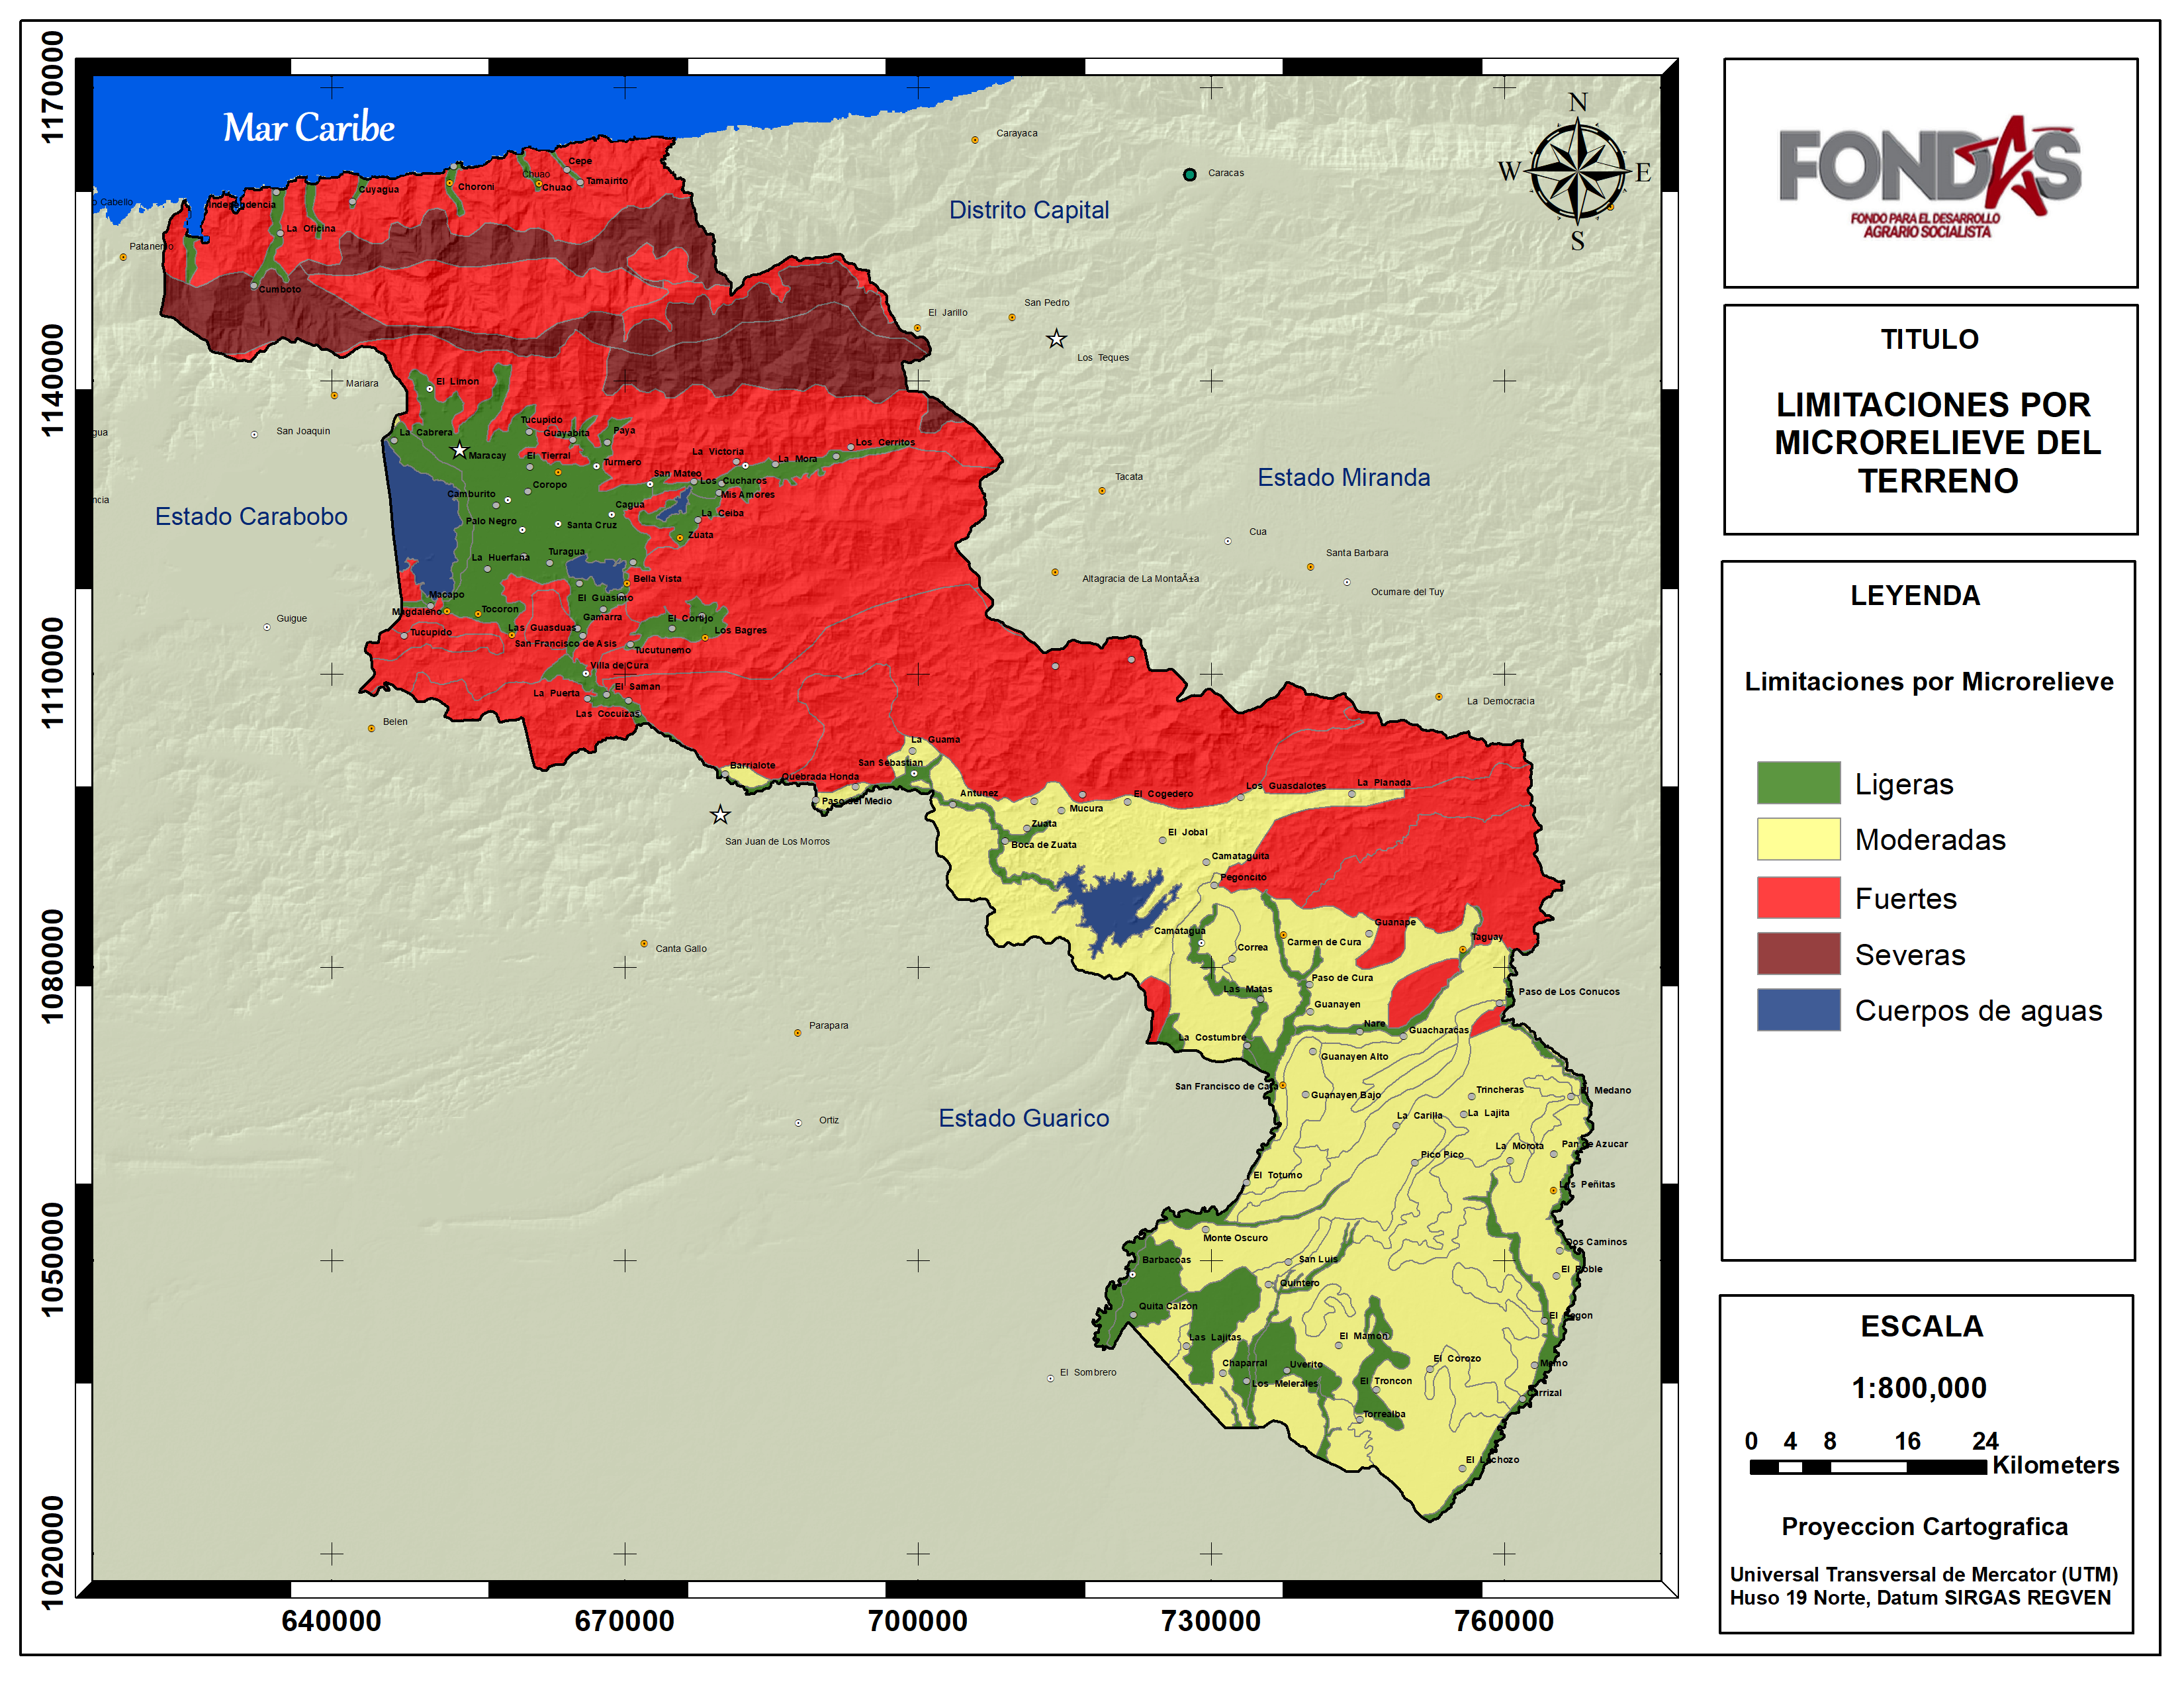 1170000
1140000
1110000
1080000
1050000
1020000
640000
670000
700000
730000
760000
Mar Caribe
N
W
E
S
Carayaca
Caracas
Distrito Capital
o Cabello
Patanemo
Independencia
La Oficina
Cumboto
Cuyagua
Choroni
Chuao
Chuao
Cepe
Tamairito
San Pedro
El Jarillo
Los Teques
Mariara
San Joaquin
gua
ncia
Estado Carabobo
Guigue
Belen
El Limon
La Cabrera
Maracay
Tucupido
Guayabita
Paya
El Tierral
Turmero
Coropo
Camburito
Palo Negro
Santa Cruz
Cagua
San Mateo
La Victoria
La Mora
Los Cerritos
Los Cucharos
Mis Amores
La Ceiba
Zuata
La Huerfana
Turagua
Bella Vista
Macapo
Magdaleno
Tocoron
Tucupido
El Guasimo
Gamarra
Las Guasduas
San Francisco de Asis
El Corojo
Los Bagres
Tucutunemo
Villa de Cura
La Puerta
El Saman
Las Cocuizas
Tacata
Estado Miranda
Cua
Santa Barbara
Altagracia de La MontaÃ±a
Ocumare del Tuy
La Democracia
La Guama
San Sebastian
Barrialote
Quebrada Honda
Paso del Medio
San Juan de Los Morros
Antunez
Mucura
El Cogedero
Los Guasdalotes
La Planada
Zuata
Boca de Zuata
El Jobal
Camataguita
Pegoncito
Camatagua
Correa
Carmen de Cura
Guanape
Taguay
Las Matas
Paso de Cura
Guanayen
El Paso de Los Conucos
Nare
Guacharacas
La Costumbre
Guanayen Alto
San Francisco de Cara
Guanayen Bajo
Trincheras
El Medano
La Carilla
La Lajita
La Morota
Pan de Azucar
Pico Pico
El Totumo
Las Peñitas
Canta Gallo
Parapara
Ortiz
Estado Guarico
El Sombrero
Monte Oscuro
Barbacoas
San Luis
Quintero
Dos Caminos
El Roble
Quita Calzon
El Pegon
Las Lajitas
El Mamon
Chaparral
Uverito
El Corozo
Memo
Los Melerales
El Troncon
Carrizal
Torrealba
El Lechozo
FONDAS
FONDO PARA EL DESARROLLO
AGRARIO SOCIALISTA
TITULO
LIMITACIONES POR
MICRORELIEVE DEL
TERRENO
LEYENDA
Limitaciones por Microrelieve
Ligeras
Moderadas
Fuertes
Severas
Cuerpos de aguas
ESCALA
1:800,000
0 4 8 16 24
Kilometers
Proyeccion Cartografica
Universal Transversal de Mercator (UTM)
Huso 19 Norte, Datum SIRGAS REGVEN